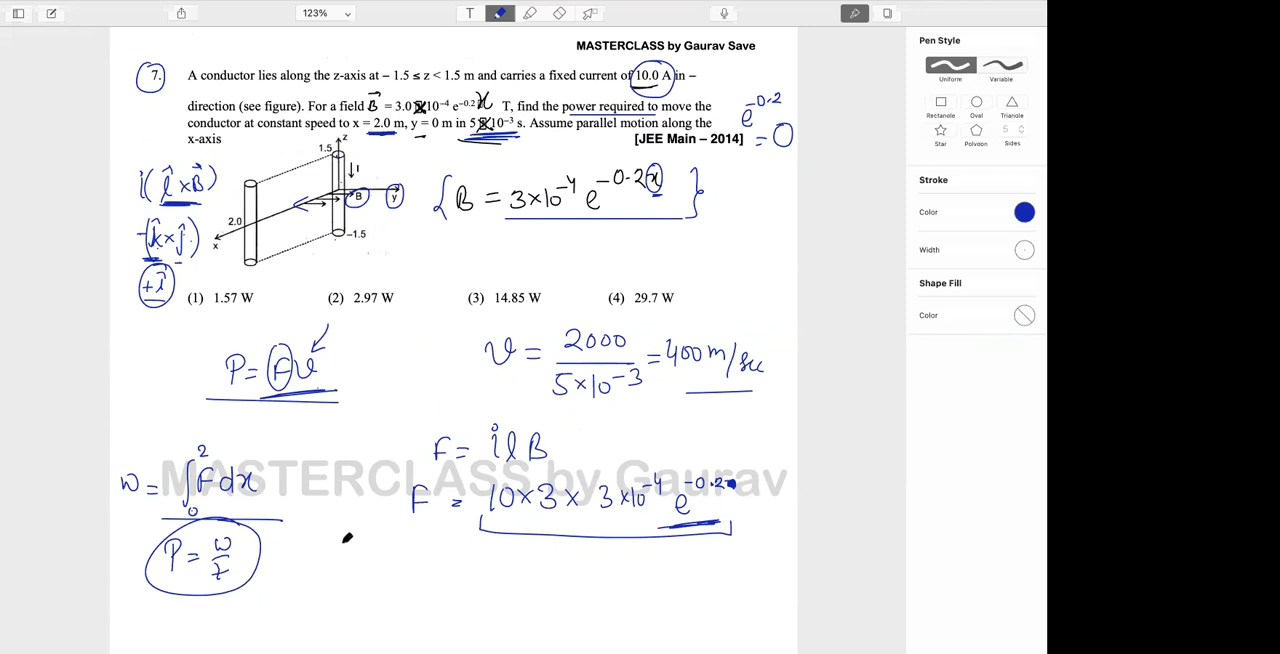 123%
T
MASTERCLASS by Gaurav Save
Pen Style
Uniform
Variable
Rectangle
Oval
Triangle
Star
Polygon
5
Sides
Stroke
Color
Width
Shape Fill
Color
7. A conductor lies along the z-axis at – 1.5 ≤ z < 1.5 m and carries a fixed current of 10.0 A in –
direction (see figure). For a field B⃗ = 3.0 × 10⁻⁴ e⁻⁰·² x T, find the power required to move the
conductor at constant speed to x = 2.0 m, y = 0 m in 5 × 10⁻³ s. Assume parallel motion along the
x-axis
[JEE Main – 2014]
e^-0.2
= 0
z
1.5
I
B
y
2.0
x
–1.5
i(l⃗ × B⃗)
-(k̂ × ĵ)
+î
{ B = 3×10^-4 e^-0.2x }
(1) 1.57 W
(2) 2.97 W
(3) 14.85 W
(4) 29.7 W
P = Fv
v = 2000 / 5×10^-3 = 400 m/sec
F = i l B
MASTERCLASS by Gaurav
W = ∫₀² F dx
F = 10 × 3 × 3×10^-4 e^-0.2
P = W/t